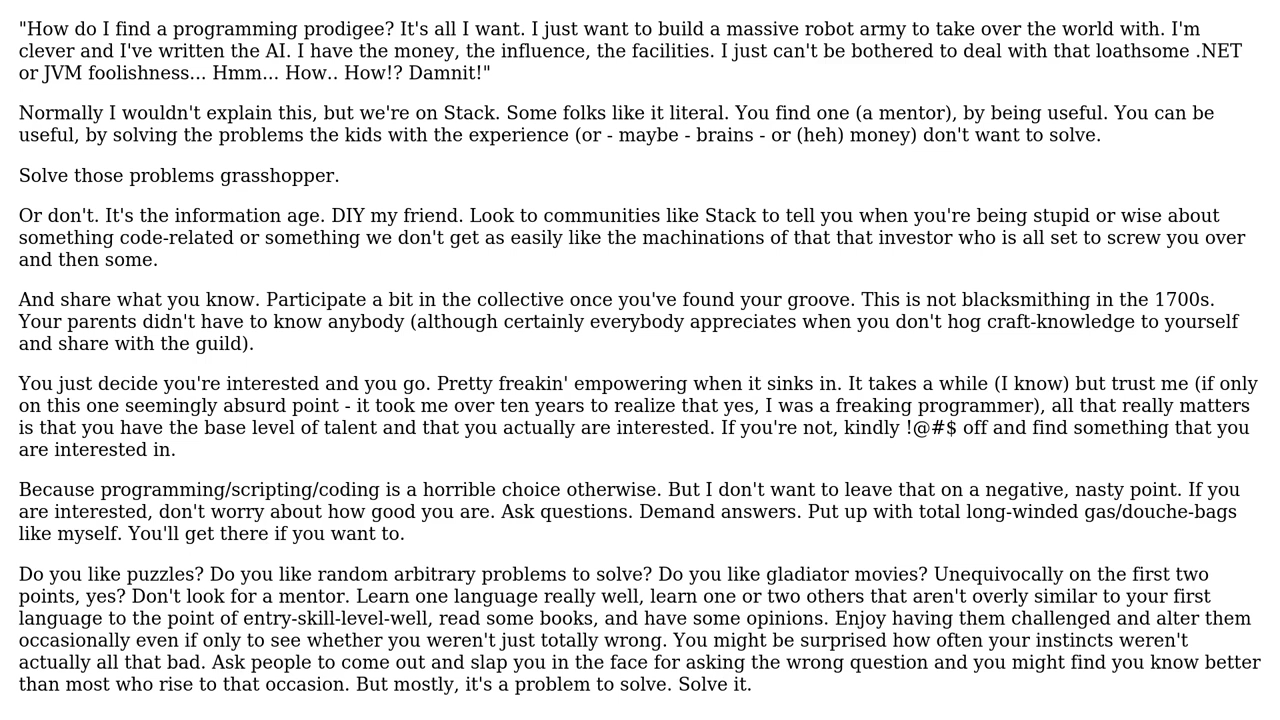 "How do I find a programming prodigee? It's all I want. I just want to build a massive robot army to take over the world with. I'm
clever and I've written the AI. I have the money, the influence, the facilities. I just can't be bothered to deal with that loathsome .NET
or JVM foolishness... Hmm... How.. How!? Damnit!"
Normally I wouldn't explain this, but we're on Stack. Some folks like it literal. You find one (a mentor), by being useful. You can be
useful, by solving the problems the kids with the experience (or - maybe - brains - or (heh) money) don't want to solve.
Solve those problems grasshopper.
Or don't. It's the information age. DIY my friend. Look to communities like Stack to tell you when you're being stupid or wise about
something code-related or something we don't get as easily like the machinations of that that investor who is all set to screw you over
and then some.
And share what you know. Participate a bit in the collective once you've found your groove. This is not blacksmithing in the 1700s.
Your parents didn't have to know anybody (although certainly everybody appreciates when you don't hog craft-knowledge to yourself
and share with the guild).
You just decide you're interested and you go. Pretty freakin' empowering when it sinks in. It takes a while (I know) but trust me (if only
on this one seemingly absurd point - it took me over ten years to realize that yes, I was a freaking programmer), all that really matters
is that you have the base level of talent and that you actually are interested. If you're not, kindly !@#$ off and find something that you
are interested in.
Because programming/scripting/coding is a horrible choice otherwise. But I don't want to leave that on a negative, nasty point. If you
are interested, don't worry about how good you are. Ask questions. Demand answers. Put up with total long-winded gas/douche-bags
like myself. You'll get there if you want to.
Do you like puzzles? Do you like random arbitrary problems to solve? Do you like gladiator movies? Unequivocally on the first two
points, yes? Don't look for a mentor. Learn one language really well, learn one or two others that aren't overly similar to your first
language to the point of entry-skill-level-well, read some books, and have some opinions. Enjoy having them challenged and alter them
occasionally even if only to see whether you weren't just totally wrong. You might be surprised how often your instincts weren't
actually all that bad. Ask people to come out and slap you in the face for asking the wrong question and you might find you know better
than most who rise to that occasion. But mostly, it's a problem to solve. Solve it.